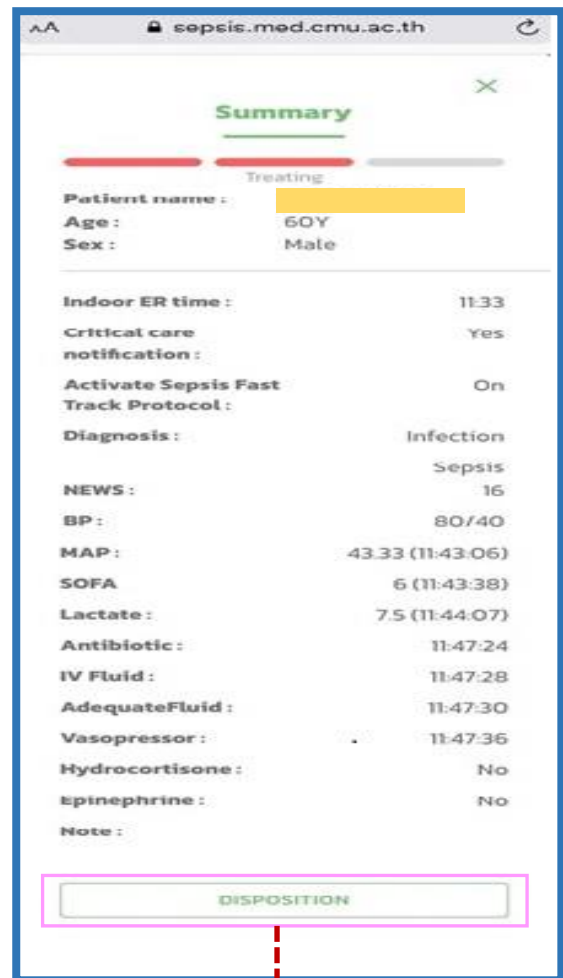 AA sepsis.med.cmu.ac.th
Summary
Treating
Patient name :
Age : 60Y
Sex : Male
Indoor ER time : 11:33
Critical care Yes
notification :
Activate Sepsis Fast On
Track Protocol :
Diagnosis : Infection
Sepsis
NEWS : 16
BP : 80/40
MAP : 43.33 (11:43:06)
SOFA 6 (11:43:38)
Lactate : 7.5 (11:44:07)
Antibiotic : 11:47:24
IV Fluid : 11:47:28
AdequateFluid : 11:47:30
Vasopressor : 11:47:36
Hydrocortisone : No
Epinephrine : No
Note :
DISPOSITION